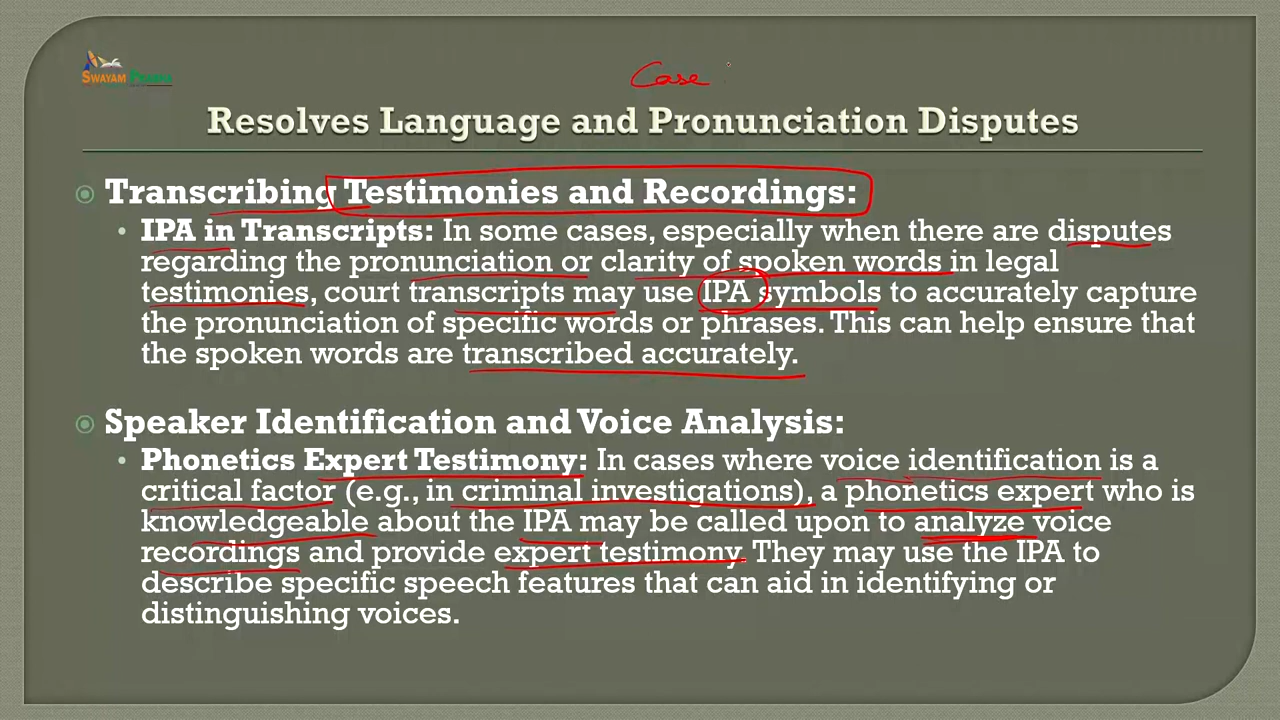 SWAYAM PRABHA
Case
Resolves Language and Pronunciation Disputes
Transcribing Testimonies and Recordings:
• IPA in Transcripts: In some cases, especially when there are disputes
regarding the pronunciation or clarity of spoken words in legal
testimonies, court transcripts may use IPA symbols to accurately capture
the pronunciation of specific words or phrases. This can help ensure that
the spoken words are transcribed accurately.
Speaker Identification and Voice Analysis:
• Phonetics Expert Testimony: In cases where voice identification is a
critical factor (e.g., in criminal investigations), a phonetics expert who is
knowledgeable about the IPA may be called upon to analyze voice
recordings and provide expert testimony. They may use the IPA to
describe specific speech features that can aid in identifying or
distinguishing voices.